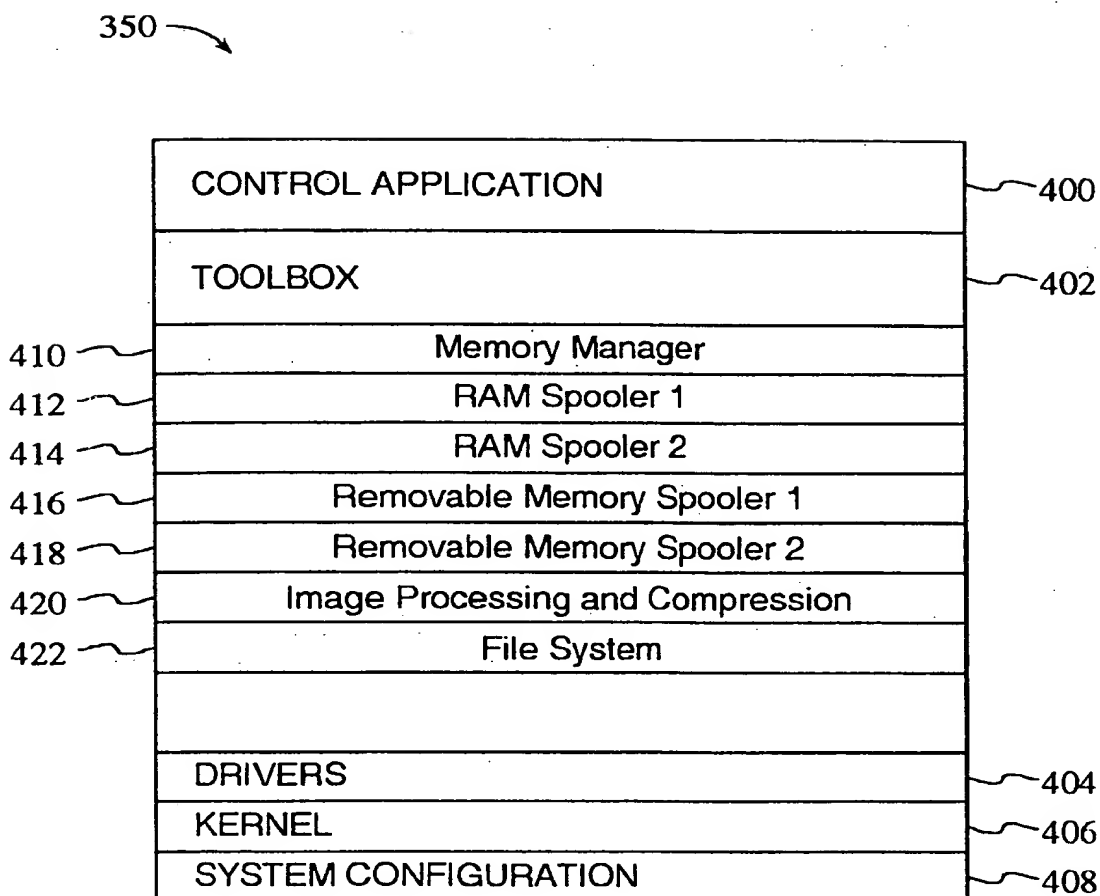 350
CONTROL APPLICATION 400
TOOLBOX 402
410 Memory Manager
412 RAM Spooler 1
414 RAM Spooler 2
416 Removable Memory Spooler 1
418 Removable Memory Spooler 2
420 Image Processing and Compression
422 File System
DRIVERS 404
KERNEL 406
SYSTEM CONFIGURATION 408